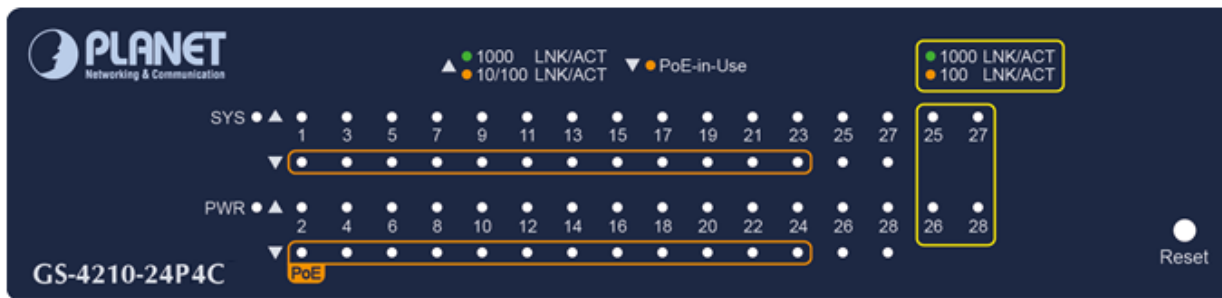 PLANET
Networking & Communication
1000 LNK/ACT
10/100 LNK/ACT
PoE-in-Use
1000 LNK/ACT
100 LNK/ACT
SYS
1 3 5 7 9 11 13 15 17 19 21 23 25 27 25 27
PWR
2 4 6 8 10 12 14 16 18 20 22 24 26 28 26 28
PoE
GS-4210-24P4C
Reset